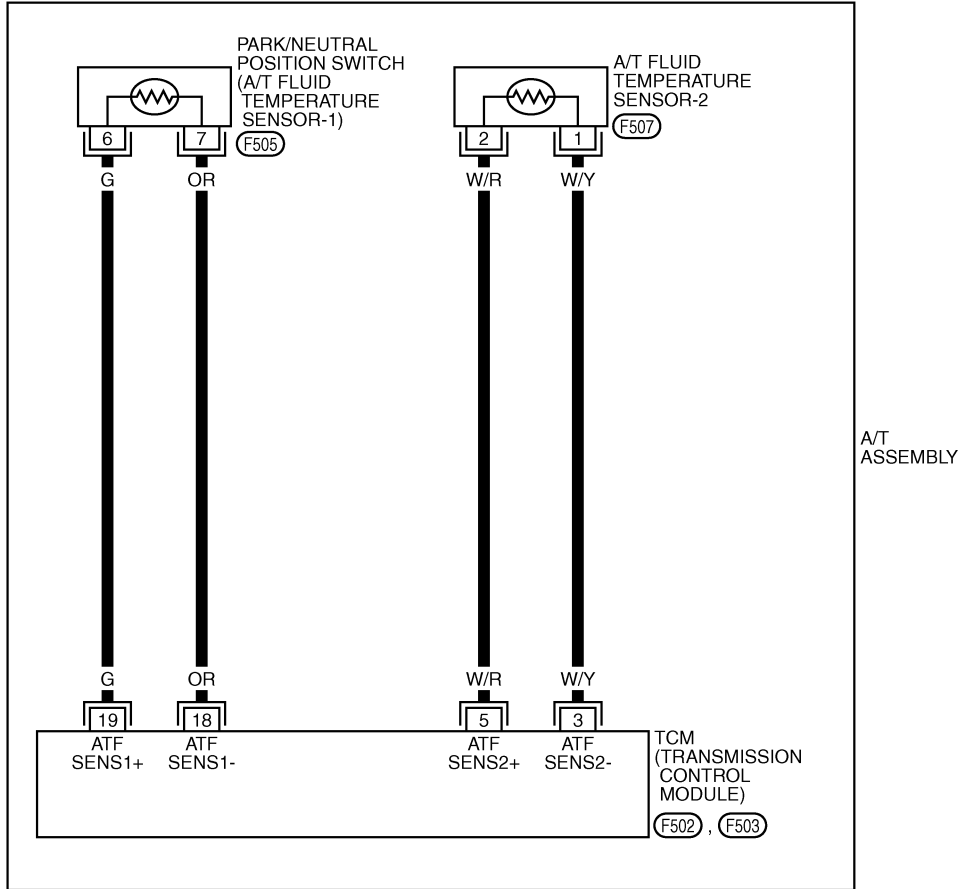 PARK/NEUTRAL
POSITION SWITCH
(A/T FLUID
TEMPERATURE
SENSOR-1)
F505
A/T FLUID
TEMPERATURE
SENSOR-2
F507
6 7 2 1
G OR W/R W/Y
A/T
ASSEMBLY
G OR W/R W/Y
19 18 5 3
ATF SENS1+
ATF SENS1-
ATF SENS2+
ATF SENS2-
TCM
(TRANSMISSION
CONTROL
MODULE)
F502 , F503